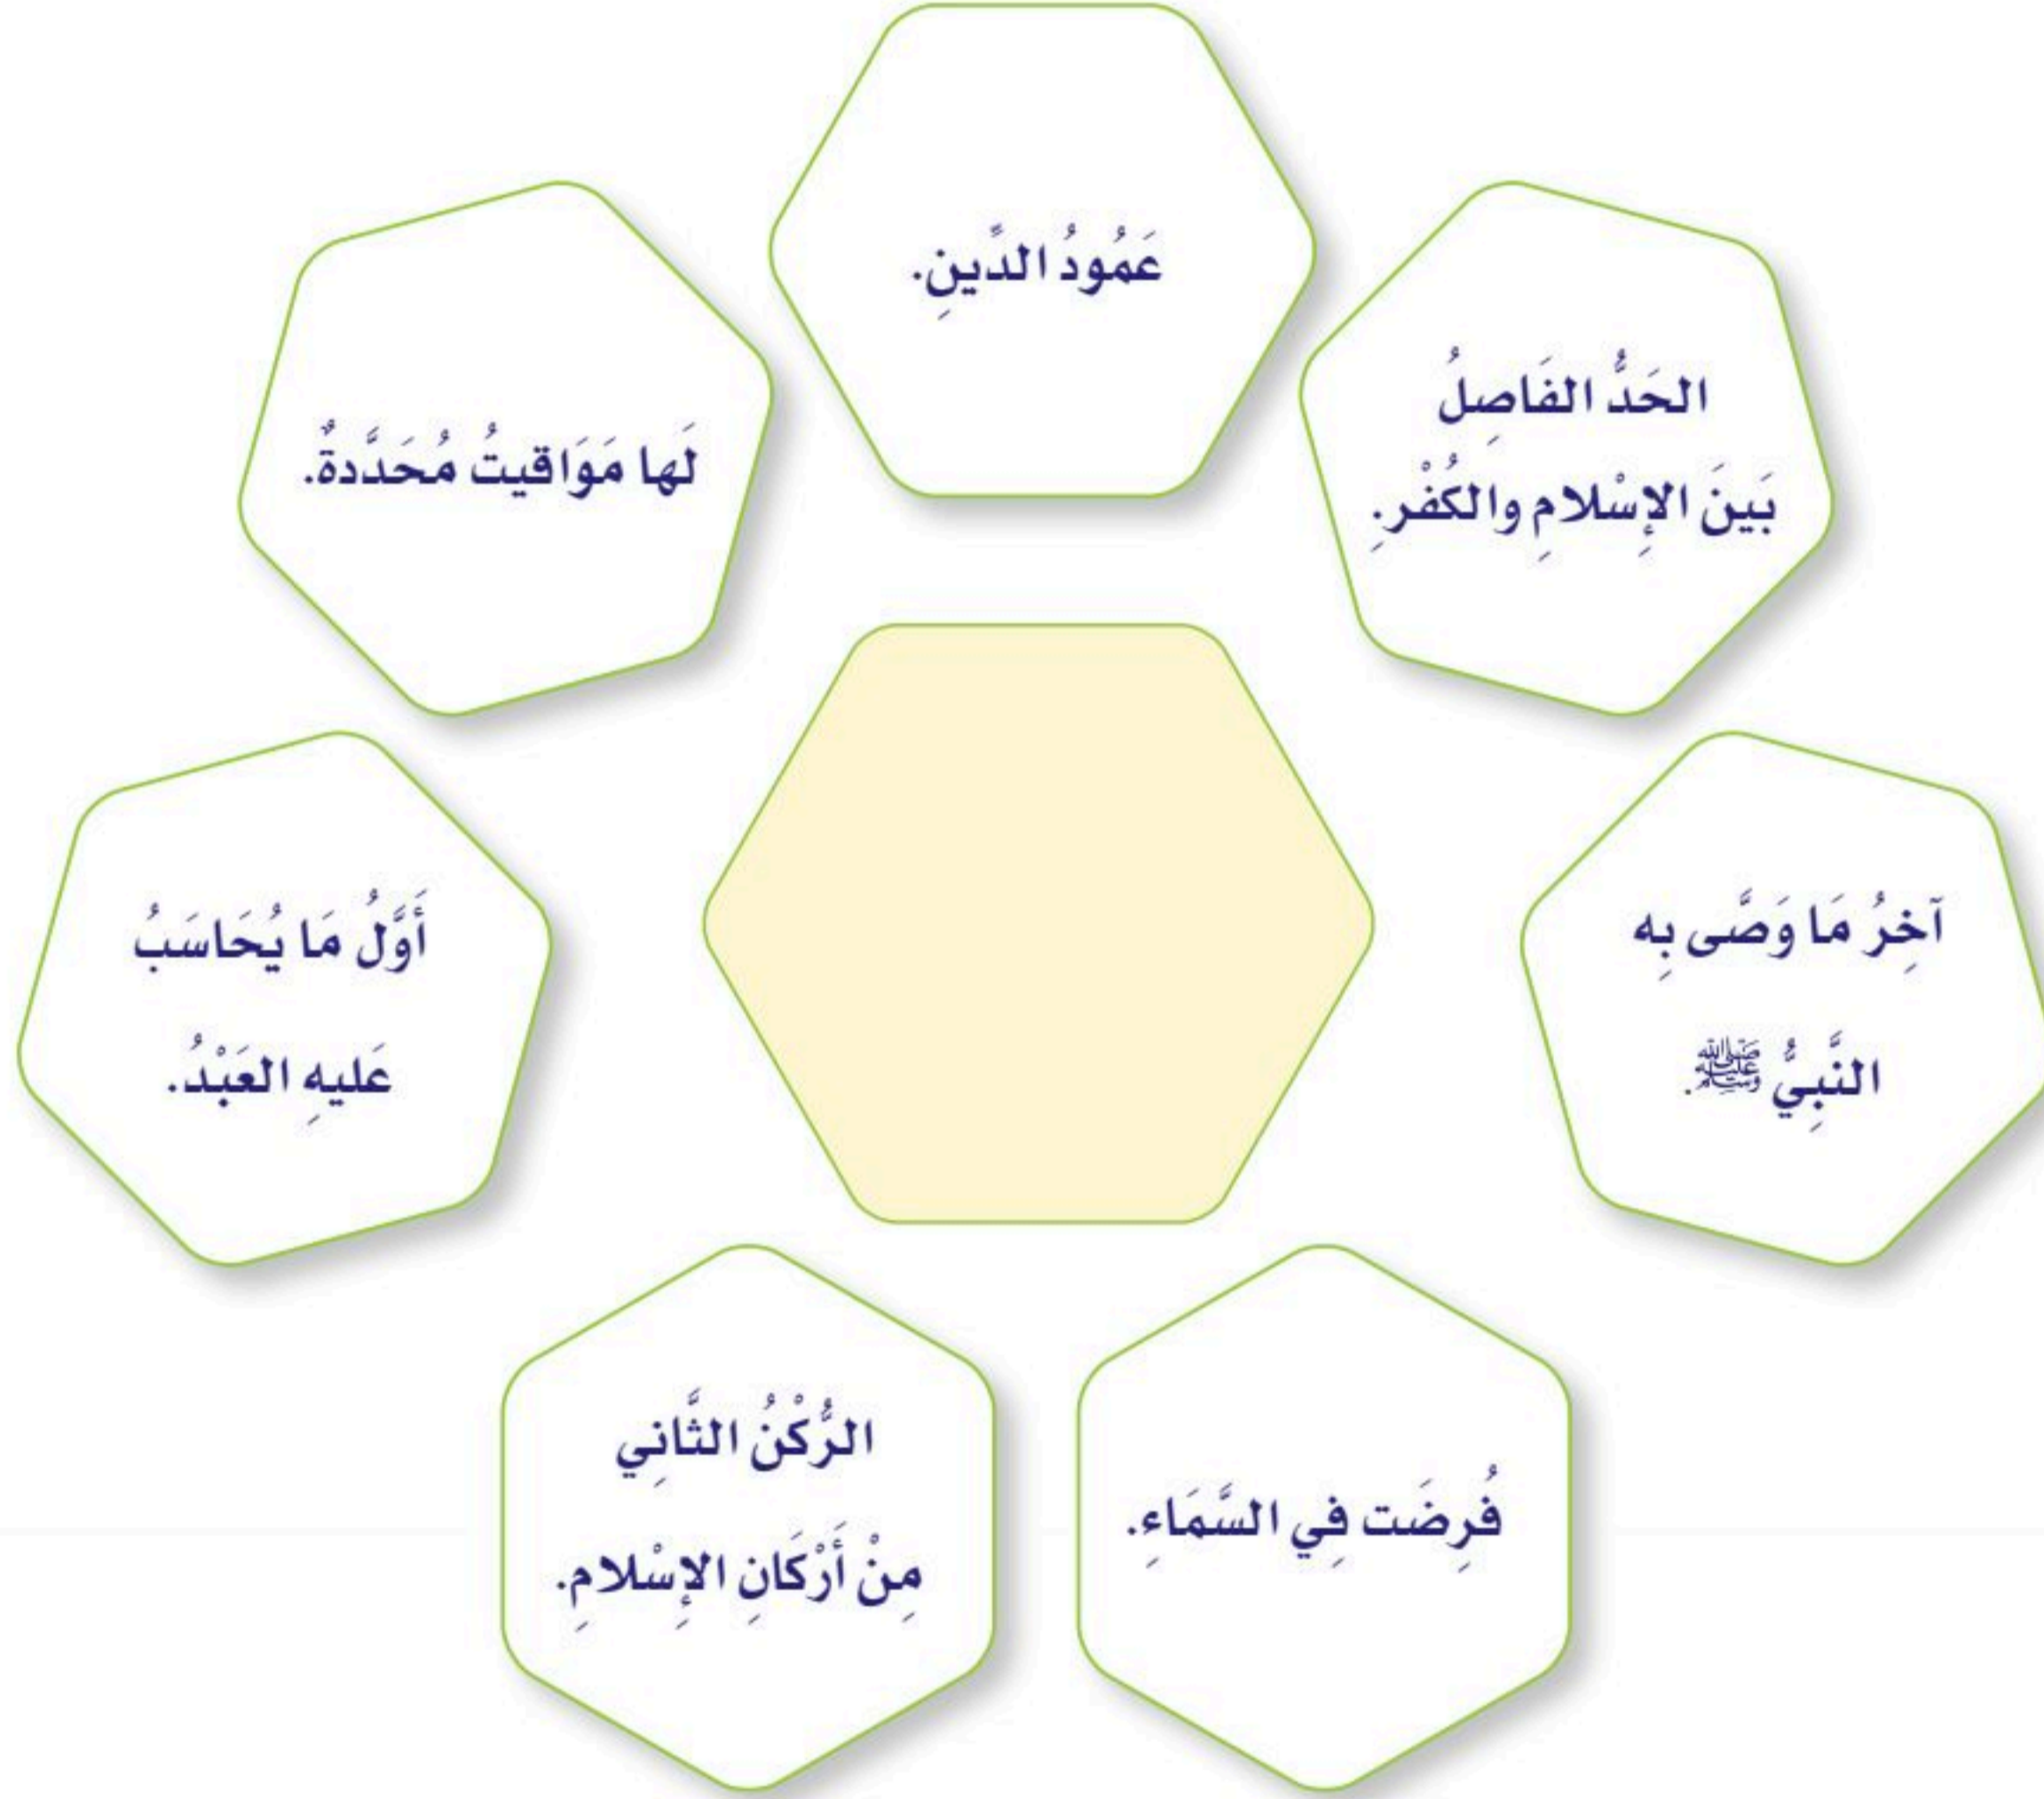 عَمُودُ الدِّينِ.
الحَدُّ الفَاصِلُ
بَينَ الإِسْلامِ والكُفْرِ.
لَها مَوَاقيتُ مُحَدَّدةٌ.
آخِرُ مَا وَصَّى بِه
النَّبِيُّ ﷺ.
أَوَّلُ مَا يُحَاسَبُ
عَليهِ العَبْدُ.
فُرِضَت فِي السَّمَاءِ.
الرُّكْنُ الثَّانِي
مِنْ أَرْكَانِ الإِسْلامِ.